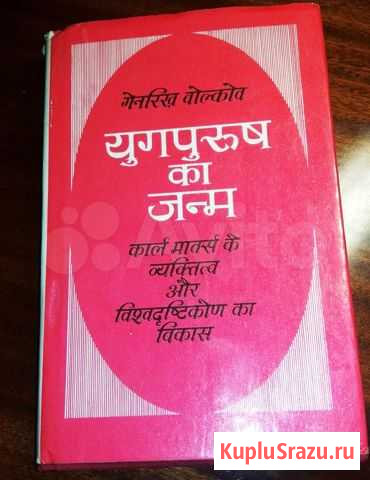 गेनरिख़ वोल्कोव
युगपुरुष
का
जन्म
कार्ल मार्क्स के
व्यक्तित्व
और
विश्वदृष्टिकोण का
विकास
Avito
KupluSrazu.ru